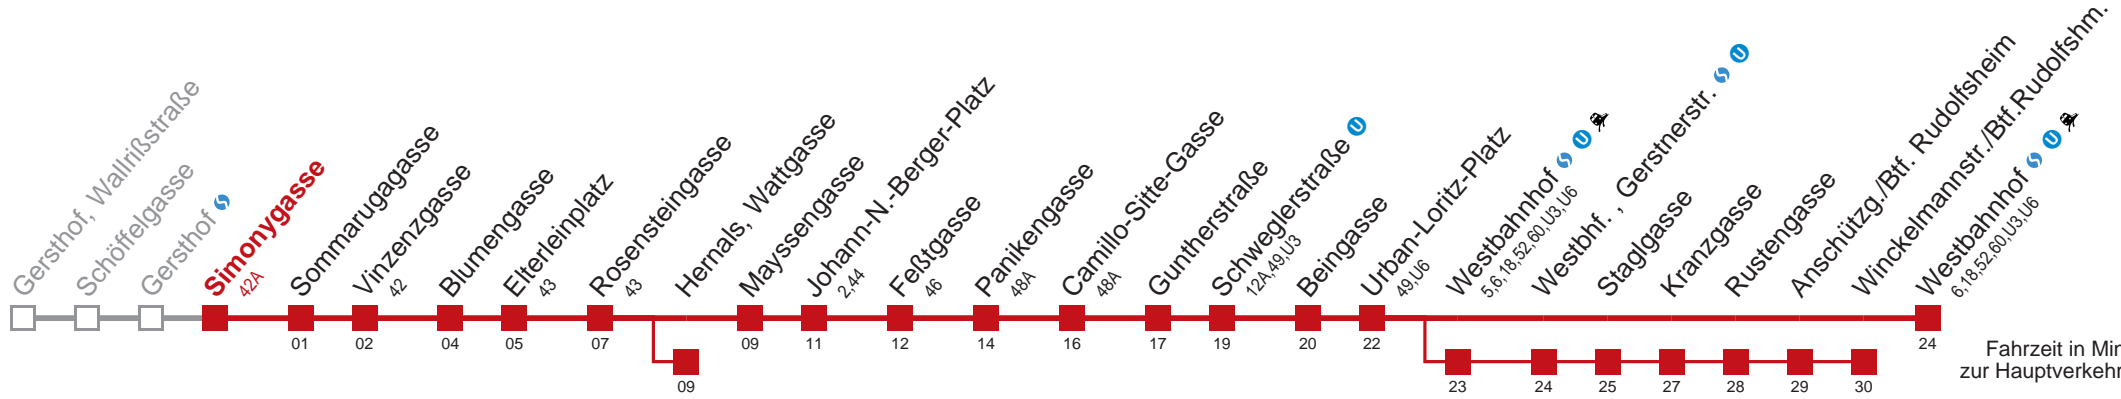 Gersthof, Wallrißstraße
Schöffelgasse
Gersthof
Simonygasse
42A
Sommarugagasse
Vinzenzgasse
42
Blumengasse
Elterleinplatz
43
Rosensteingasse
43
Hernals, Wattgasse
Mayssengasse
Johann-N.-Berger-Platz
2,44
Feßtgasse
46
Panikengasse
48A
Camillo-Sitte-Gasse
48A
Guntherstraße
Schweglerstraße U
12A,49,U3
Beingasse
Urban-Loritz-Platz
49,U6
Westbahnhof U
5,6,18,52,60,U3,U6
Westbhf. , Gerstnerstr. U
Staglgasse
Kranzgasse
Rustengasse
Anschützg./Btf. Rudolfsheim
Winckelmannstr./Btf.Rudolfshm.
Westbahnhof U
6,18,52,60,U3,U6
01 02 04 05 07 09 11 12 14 16 17 19 20 22 24
09 23 24 25 27 28 29 30
Fahrzeit in Min
zur Hauptverkehr